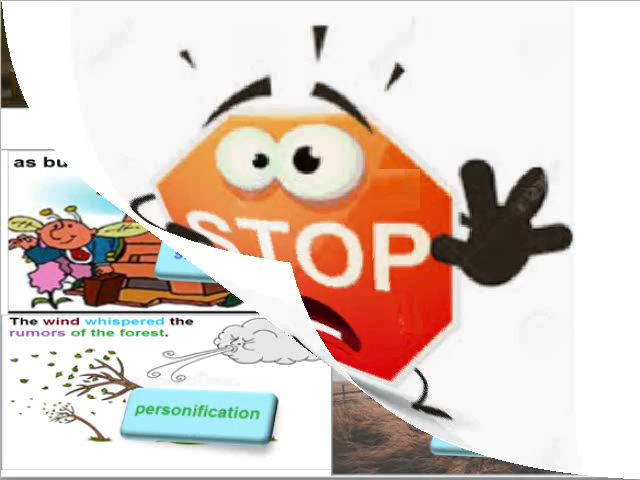 as bu
STOP
The wind whispered the
rumors of the forest.
personification